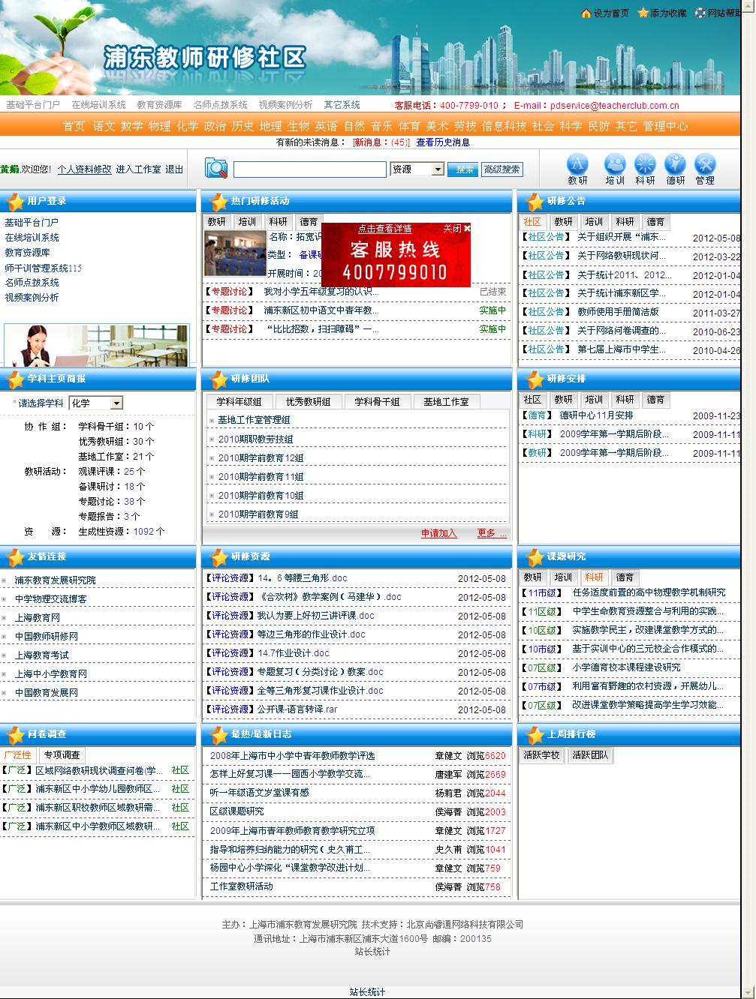 设为首页 添为收藏 网站帮助
浦东教师研修社区
基础平台门户 在线培训系统 教育资源库 名师点拨系统 视频案例分析 其它系统 客服电话：400-7799-010 ； E-mail：pdservice@teacherclub.com.cn
首页 语文 数学 物理 化学 政治 历史 地理 生物 英语 自然 音乐 体育 美术 劳技 信息科技 社会 科学 民防 其它 管理中心
有新的未读消息： [新消息：(45)] 查看历史消息
黄鹤,欢迎您! 个人资料修改 进入工作室 退出
资源 搜索 高级搜索
教研 培训 科研 德研 管理
用户登录
基础平台门户
在线培训系统
教育资源库
师干训管理系统115
名师点拨系统
视频案例分析
热门研修活动
教研 培训 科研 德育
名称：拓宽识
类型： 备课研
开展时间：20
点击查看详情 关闭
客服热线
4007799010
【专题讨论】 我对小学五年级复习的认识... 已结束
【专题讨论】 浦东新区初中语文中青年教... 实施中
【专题讨论】 “比比招数，扫扫障碍”一... 实施中
研修公告
社区 教研 培训 科研 德育
【社区公告】 关于组织开展“浦东... 2012-05-08
【社区公告】 关于网络教研现状问... 2012-03-22
【社区公告】 关于统计2011、2012... 2012-01-04
【社区公告】 关于统计浦东新区学... 2012-01-04
【社区公告】 教师使用手册简洁版 2011-03-27
【社区公告】 关于网络问卷调查的... 2010-06-23
【社区公告】 第七届上海市中学生... 2010-04-26
学科主页简报
*请选择学科 化学
协 作 组： 学科骨干组：10 个
优秀教研组：30 个
基地工作室：21 个
教研活动： 观课评课：25 个
备课研讨：18 个
专题讨论：38 个
专题报告：3 个
资 源： 生成性资源：1092 个
研修团队
学科年级组 优秀教研组 学科骨干组 基地工作室
基地工作室管理组
2010期职教劳技组
2010期学前教育12组
2010期学前教育11组
2010期学前教育10组
2010期学前教育9组
申请加入 更多 ...
研修安排
社区 教研 培训 科研 德育
【德育】 德研中心11月安排 2009-11-23
【科研】 2009学年第一学期后阶段... 2009-11-11
【教研】 2009学年第一学期后阶段... 2009-11-11
友情连接
浦东教育发展研究院
中学物理交流博客
上海教育网
中国教师研修网
上海教育考试
上海中小学教育网
中国教育发展网
研修资源
【评论资源】14。6 等腰三角形.doc 2012-05-08
【评论资源】《合欢树》教学案例（马建华）.doc 2012-05-08
【评论资源】我认为要上好初三讲评课.doc 2012-05-08
【评论资源】等边三角形的作业设计.doc 2012-05-08
【评论资源】14.7作业设计.doc 2012-05-08
【评论资源】专题复习（分类讨论）教案.doc 2012-05-08
【评论资源】全等三角形复习课作业设计.doc 2012-05-08
【评论资源】公开课-语言转译.rar 2012-05-08
课题研究
教研 培训 科研 德育
【11市级】 任务适度前置的高中物理教学机制研究
【11区级】 中学生命教育资源整合与利用的实践...
【10区级】 实施教学民主，改建课堂教学方式的...
【10市级】 基于实训中心的三元校企合作模式的...
【07区级】 小学德育校本课程建设研究
【07市级】 利用富有野趣的农村资源，开展幼儿...
【07区级】 改进课堂教学策略提高学生学习效能...
问卷调查
广泛性 专项调查
【广泛】区域网络教研现状调查问卷(学... 社区
【广泛】浦东新区中小学幼儿园教师区... 社区
【广泛】浦东新区职校教师区域教研需... 社区
【广泛】浦东新区中小学教师区域教研... 社区
最热/最新日志
2008年上海市中小学中青年教师教学评选 章健文 浏览6620
怎样上好复习课——园西小学教学交流... 唐建军 浏览2669
听一年级语文岁堂课有感 杨莉君 浏览2044
区级课题研究 侯海菁 浏览2003
2009年上海市青年教师教育教学研究立项 章健文 浏览1727
指导和培养归纳能力的研究（史久甫工... 史久甫 浏览1041
杨园中心小学深化“课堂教学改进计划... 章健文 浏览759
工作室教研活动 侯海菁 浏览758
上周排行榜
活跃学校 活跃团队
主办：上海市浦东教育发展研究院 技术支持：北京尚睿通网络科技有限公司
通讯地址：上海市浦东新区浦东大道1600号 邮编：200135
站长统计
站长统计